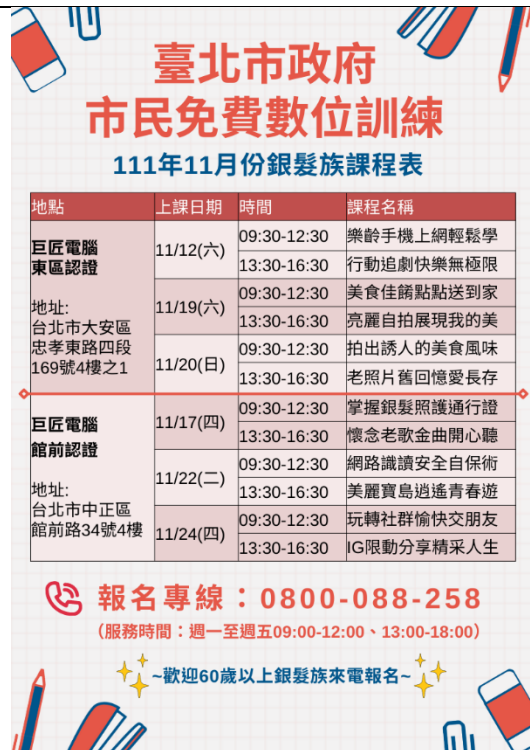 臺北市政府
市民免費數位訓練
111年11月份銀髮族課程表
地點 上課日期 時間 課程名稱
巨匠電腦
東區認證
地址:
台北市大安區
忠孝東路四段
169號4樓之1
11/12(六) 09:30-12:30 樂齡手機上網輕鬆學
13:30-16:30 行動追劇快樂無極限
11/19(六) 09:30-12:30 美食佳餚點點送到家
13:30-16:30 亮麗自拍展現我的美
11/20(日) 09:30-12:30 拍出誘人的美食風味
13:30-16:30 老照片舊回憶愛長存
巨匠電腦
館前認證
地址:
台北市中正區
館前路34號4樓
11/17(四) 09:30-12:30 掌握銀髮照護通行證
13:30-16:30 懷念老歌金曲開心聽
11/22(二) 09:30-12:30 網路識讀安全自保術
13:30-16:30 美麗寶島逍遙青春遊
11/24(四) 09:30-12:30 玩轉社群愉快交朋友
13:30-16:30 IG限動分享精采人生
報名專線：0800-088-258
(服務時間：週一至週五09:00-12:00、13:00-18:00)
~歡迎60歲以上銀髮族來電報名~